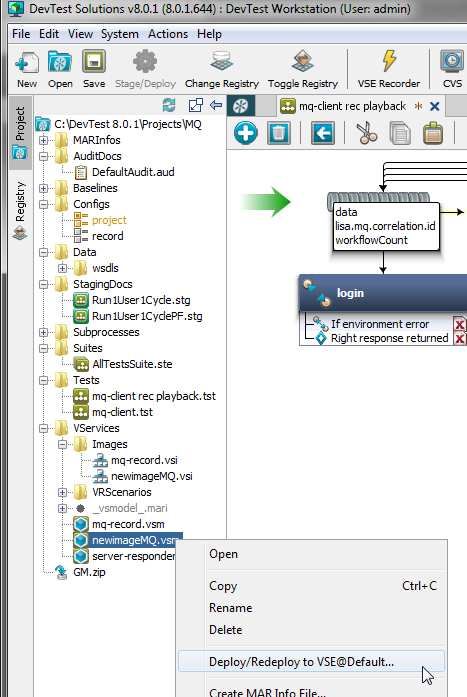 DevTest Solutions v8.0.1 (8.0.1.644) : DevTest Workstation (User: admin)
File Edit View System Actions Help
New Open Save Stage/Deploy Change Registry Toggle Registry VSE Recorder CVS
Project
Registry
mq-client rec playback
C:\DevTest 8.0.1\Projects\MQ
MARInfos
AuditDocs
DefaultAudit.aud
Baselines
Configs
project
record
Data
wsdls
StagingDocs
Run1User1Cycle.stg
Run1User1CyclePF.stg
Subprocesses
Suites
AllTestsSuite.ste
Tests
mq-client rec playback.tst
mq-client.tst
VServices
Images
mq-record.vsi
newimageMQ.vsi
VRScenarios
_vsmodel_.mari
mq-record.vsm
newimageMQ.vsm
server-responder
GM.zip
data
lisa.mq.correlation.id
workflowCount
login
If environment error
Right response returned
Open
Copy Ctrl+C
Rename
Delete
Deploy/Redeploy to VSE@Default...
Create MAR Info File...